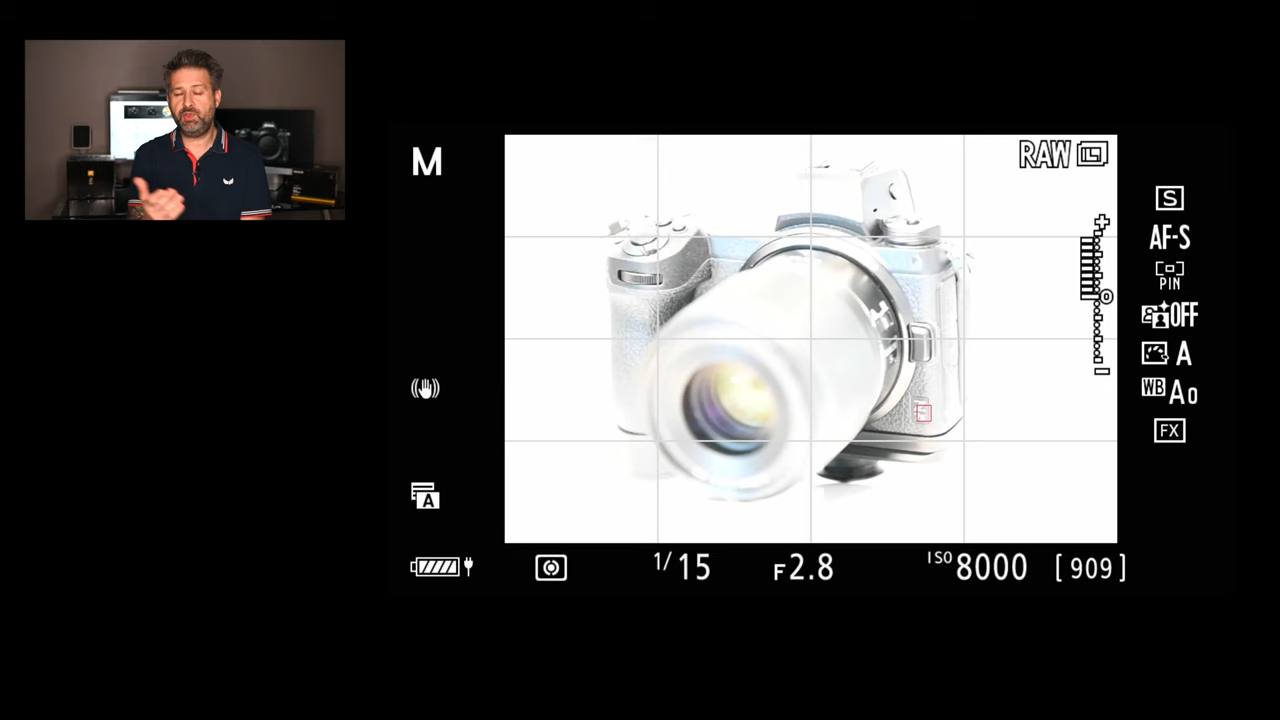 M
RAW L
S
AF-S
PIN
OFF
A
WB A0
FX
A
1/15 F2.8 ISO 8000 [909]